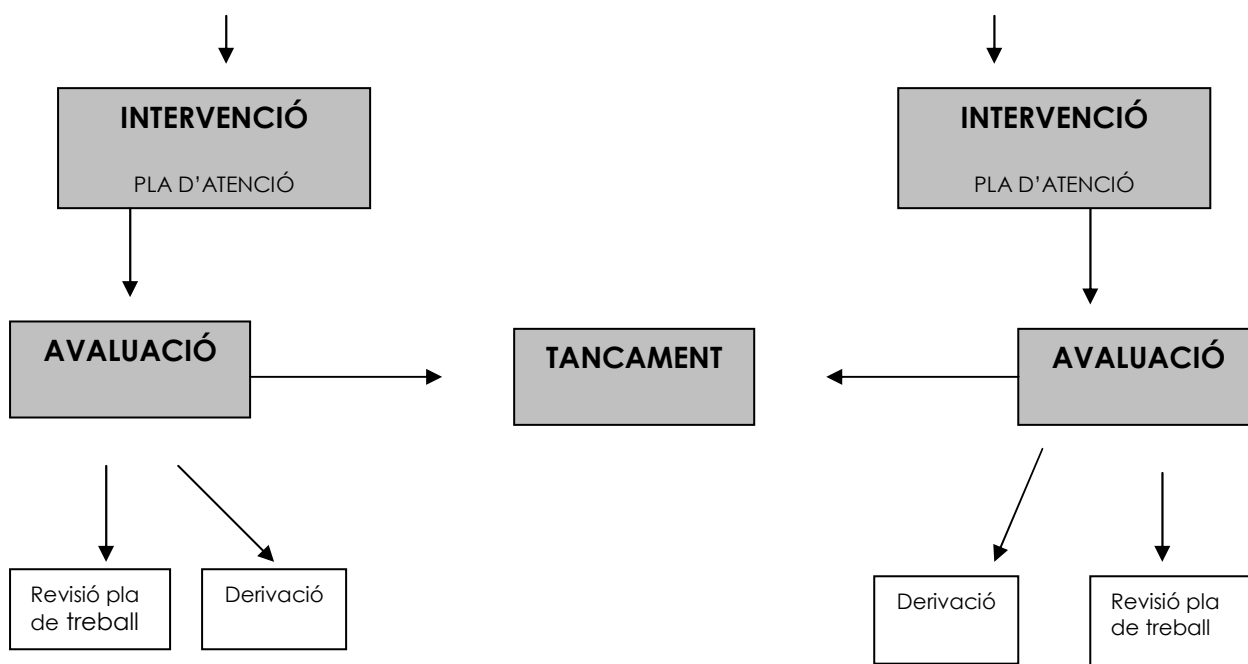 INTERVENCIÓ
PLA D’ATENCIÓ
INTERVENCIÓ
PLA D’ATENCIÓ
AVALUACIÓ
TANCAMENT
AVALUACIÓ
Revisió pla
de treball
Derivació
Derivació
Revisió pla
de treball